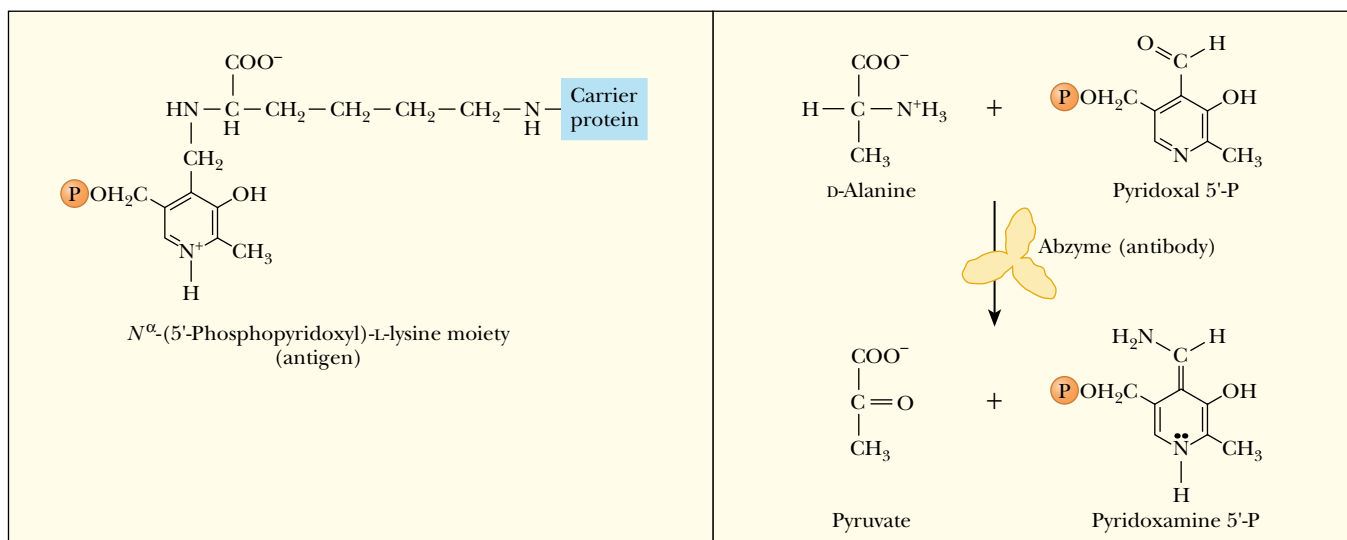 COO⁻
HN—C—CH₂—CH₂—CH₂—CH₂—N—
H
H
Carrier
protein
CH₂
P OH₂C
OH
N⁺
CH₃
H
Nᵅ-(5'-Phosphopyridoxyl)-L-lysine moiety
(antigen)
COO⁻
H—C—N⁺H₃
CH₃
D-Alanine
+
O
C
H
P OH₂C
OH
N
CH₃
Pyridoxal 5'-P
Abzyme (antibody)
COO⁻
C=O
CH₃
Pyruvate
+
H₂N
C
H
P OH₂C
OH
N
CH₃
H
Pyridoxamine 5'-P